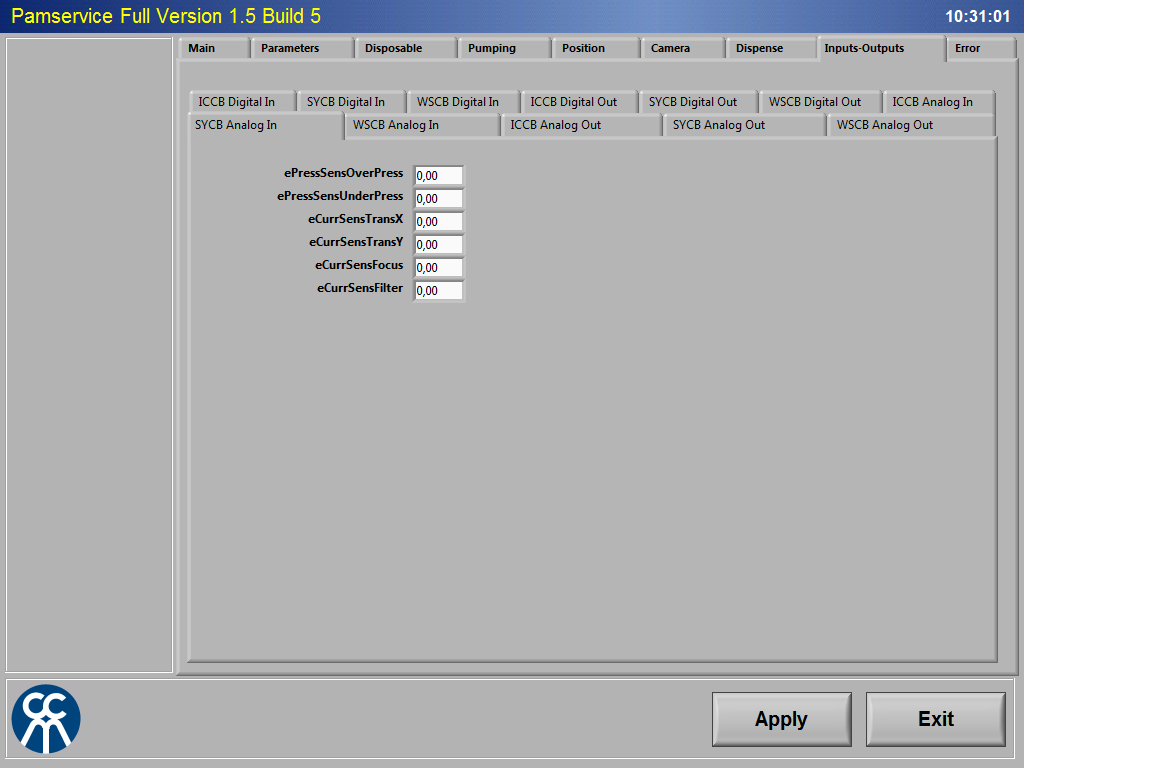 Pamservice Full Version 1.5 Build 5 10:31:01
Main Parameters Disposable Pumping Position Camera Dispense Inputs-Outputs Error
ICCB Digital In SYCB Digital In WSCB Digital In ICCB Digital Out SYCB Digital Out WSCB Digital Out ICCB Analog In
SYCB Analog In WSCB Analog In ICCB Analog Out SYCB Analog Out WSCB Analog Out
ePressSensOverPress 0,00
ePressSensUnderPress 0,00
eCurrSensTransX 0,00
eCurrSensTransY 0,00
eCurrSensFocus 0,00
eCurrSensFilter 0,00
Apply Exit